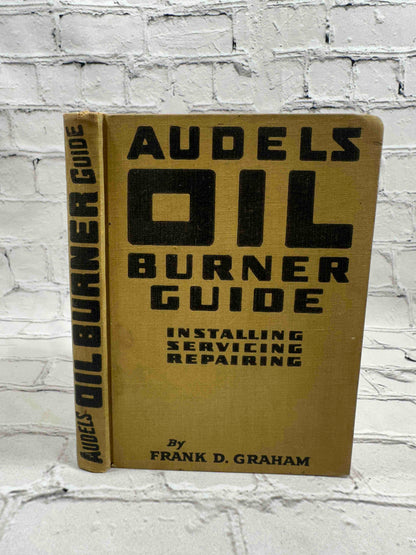 AUDELS OIL BURNER GUIDE
AUDELS
OIL
BURNER
GUIDE
INSTALLING
SERVICING
REPAIRING
By
FRANK D. GRAHAM